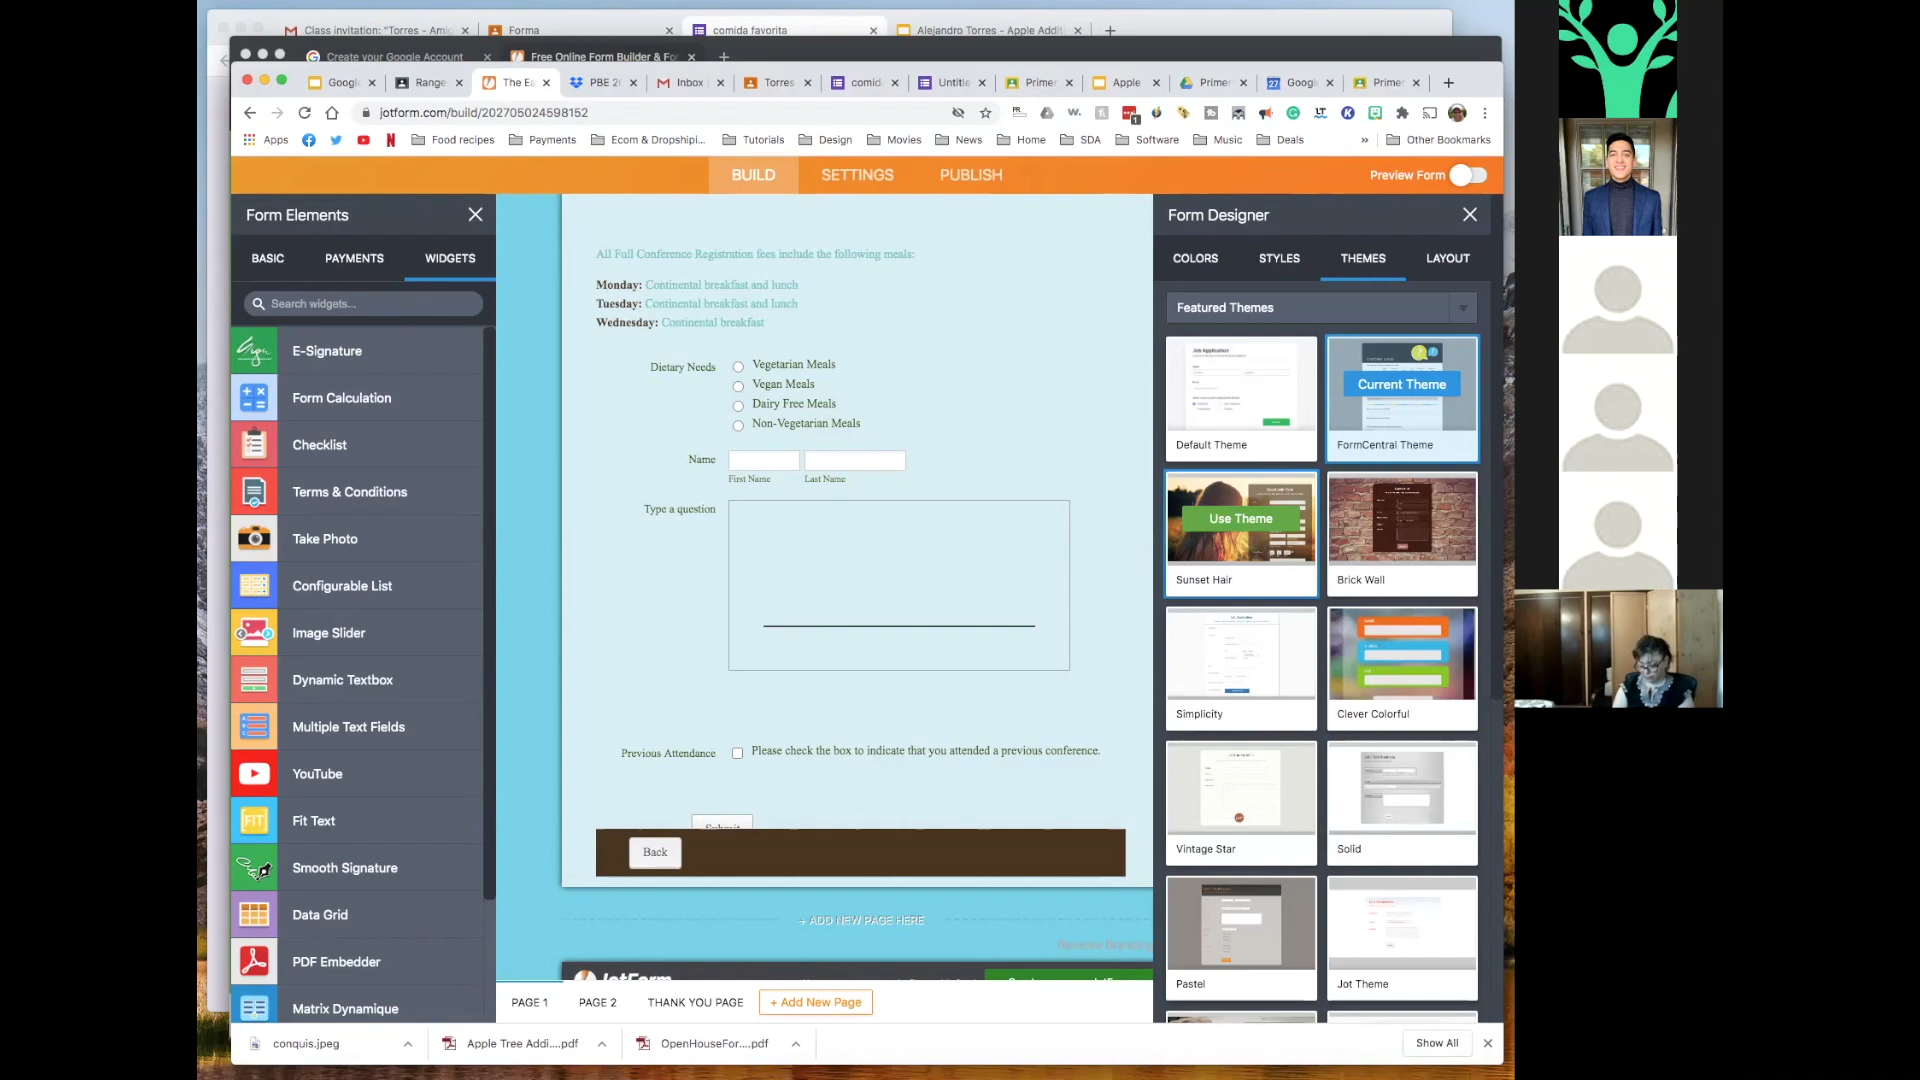 Class invitation: "Torres - Amig
Forma
comida favorita
Alejandro Torres - Apple Addit
Create your Google Account
Free Online Form Builder & Fo
Google
Range
The Ea
PBE 20
Inbox
Torres
comid
Untitle
Primer
Apple
Primer
Google
Primer
jotform.com/build/202705024598152
Apps
Food recipes
Payments
Ecom & Dropshipi...
Tutorials
Design
Movies
News
Home
SDA
Software
Music
Deals
»
Other Bookmarks
BUILD
SETTINGS
PUBLISH
Preview Form
Form Elements
BASIC
PAYMENTS
WIDGETS
Search widgets...
E-Signature
Form Calculation
Checklist
Terms & Conditions
Take Photo
Configurable List
Image Slider
Dynamic Textbox
Multiple Text Fields
YouTube
Fit Text
Smooth Signature
Data Grid
PDF Embedder
Matrix Dynamique
All Full Conference Registration fees include the following meals:
Monday: Continental breakfast and lunch
Tuesday: Continental breakfast and lunch
Wednesday: Continental breakfast
Dietary Needs
Vegetarian Meals
Vegan Meals
Dairy Free Meals
Non-Vegetarian Meals
Name
First Name
Last Name
Type a question
Previous Attendance
Please check the box to indicate that you attended a previous conference.
Submit
Back
+ ADD NEW PAGE HERE
JotForm
PAGE 1
PAGE 2
THANK YOU PAGE
+ Add New Page
Form Designer
COLORS
STYLES
THEMES
LAYOUT
Featured Themes
Job Application
Default Theme
Current Theme
FormCentral Theme
Use Theme
Sunset Hair
Brick Wall
Simplicity
Clever Colorful
Vintage Star
Solid
Pastel
Jot Theme
conquis.jpeg
Apple Tree Addi....pdf
OpenHouseFor....pdf
Show All